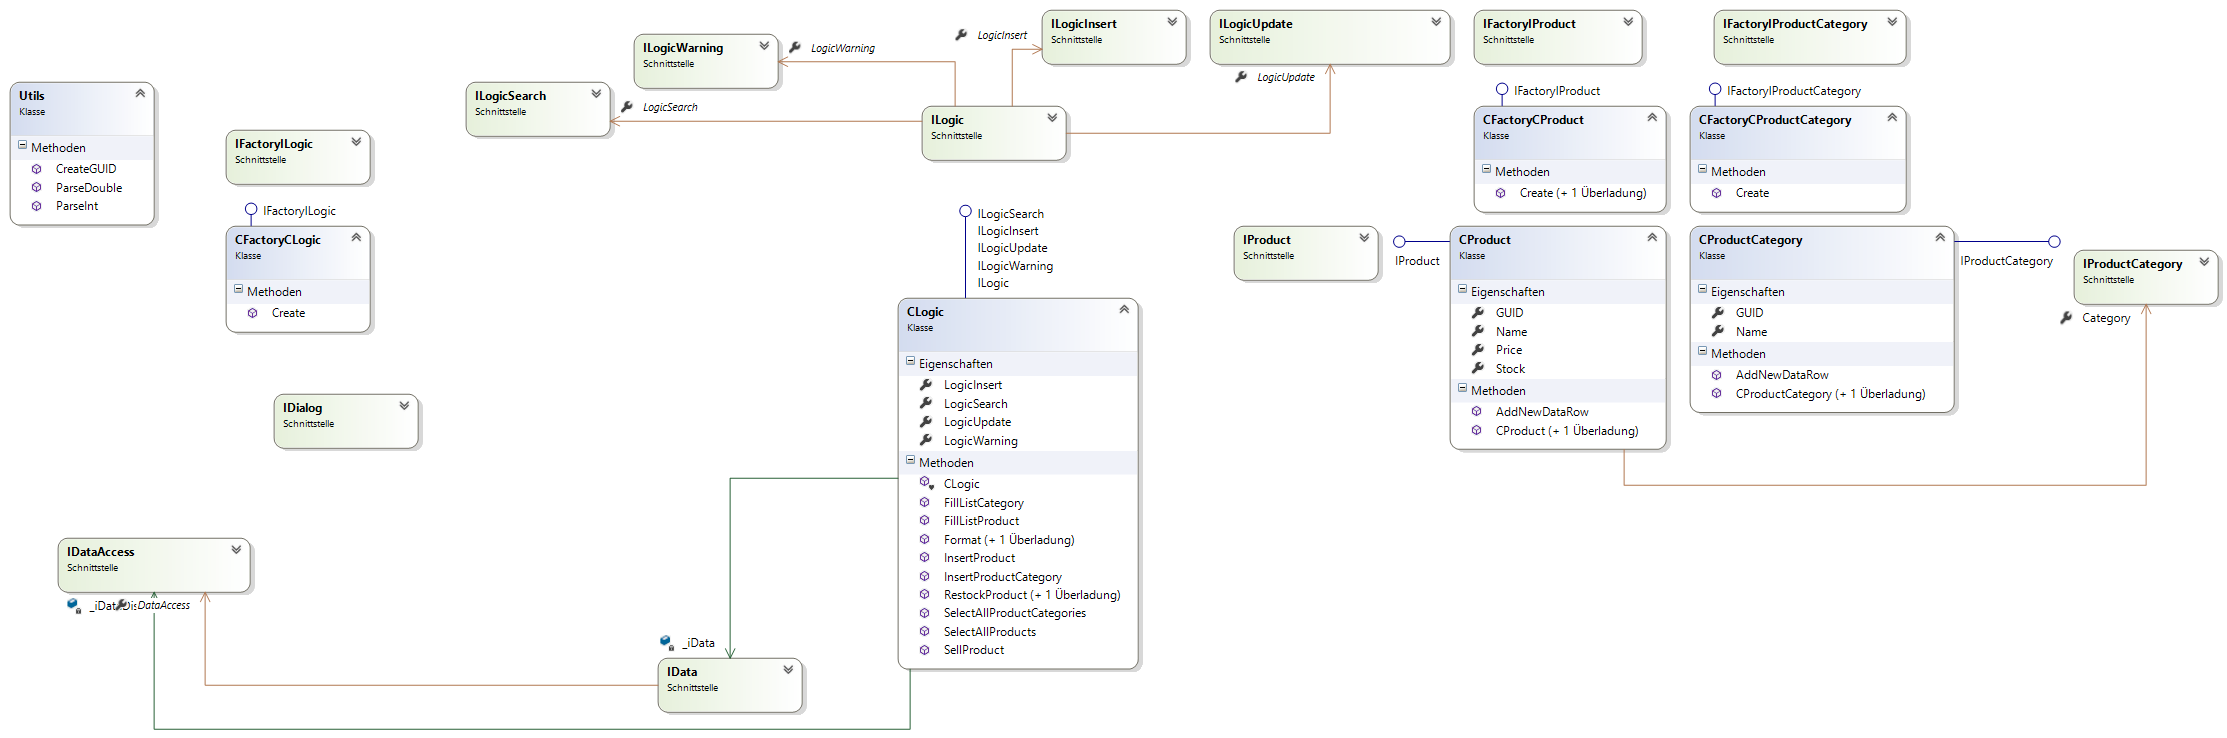 ILogicInsert
Schnittstelle
ILogicUpdate
Schnittstelle
IFactoryIProduct
Schnittstelle
IFactoryIProductCategory
Schnittstelle
ILogicWarning
Schnittstelle
LogicWarning
LogicInsert
LogicUpdate
Utils
Klasse
Methoden
CreateGUID
ParseDouble
ParseInt
ILogicSearch
Schnittstelle
LogicSearch
ILogic
Schnittstelle
IFactoryIProduct
CFactoryCProduct
Klasse
Methoden
Create (+ 1 Überladung)
IFactoryIProductCategory
CFactoryCProductCategory
Klasse
Methoden
Create
IFactoryILogic
Schnittstelle
IFactoryILogic
CFactoryCLogic
Klasse
Methoden
Create
ILogicSearch
ILogicInsert
ILogicUpdate
ILogicWarning
ILogic
CLogic
Klasse
Eigenschaften
LogicInsert
LogicSearch
LogicUpdate
LogicWarning
Methoden
CLogic
FillListCategory
FillListProduct
Format (+ 1 Überladung)
InsertProduct
InsertProductCategory
RestockProduct (+ 1 Überladung)
SelectAllProductCategories
SelectAllProducts
SellProduct
IProduct
Schnittstelle
IProduct
CProduct
Klasse
Eigenschaften
GUID
Name
Price
Stock
Methoden
AddNewDataRow
CProduct (+ 1 Überladung)
CProductCategory
Klasse
Eigenschaften
GUID
Name
Methoden
AddNewDataRow
CProductCategory (+ 1 Überladung)
IProductCategory
IProductCategory
Schnittstelle
Category
IDialog
Schnittstelle
IDataAccess
Schnittstelle
DataAccess
_iData
IData
Schnittstelle